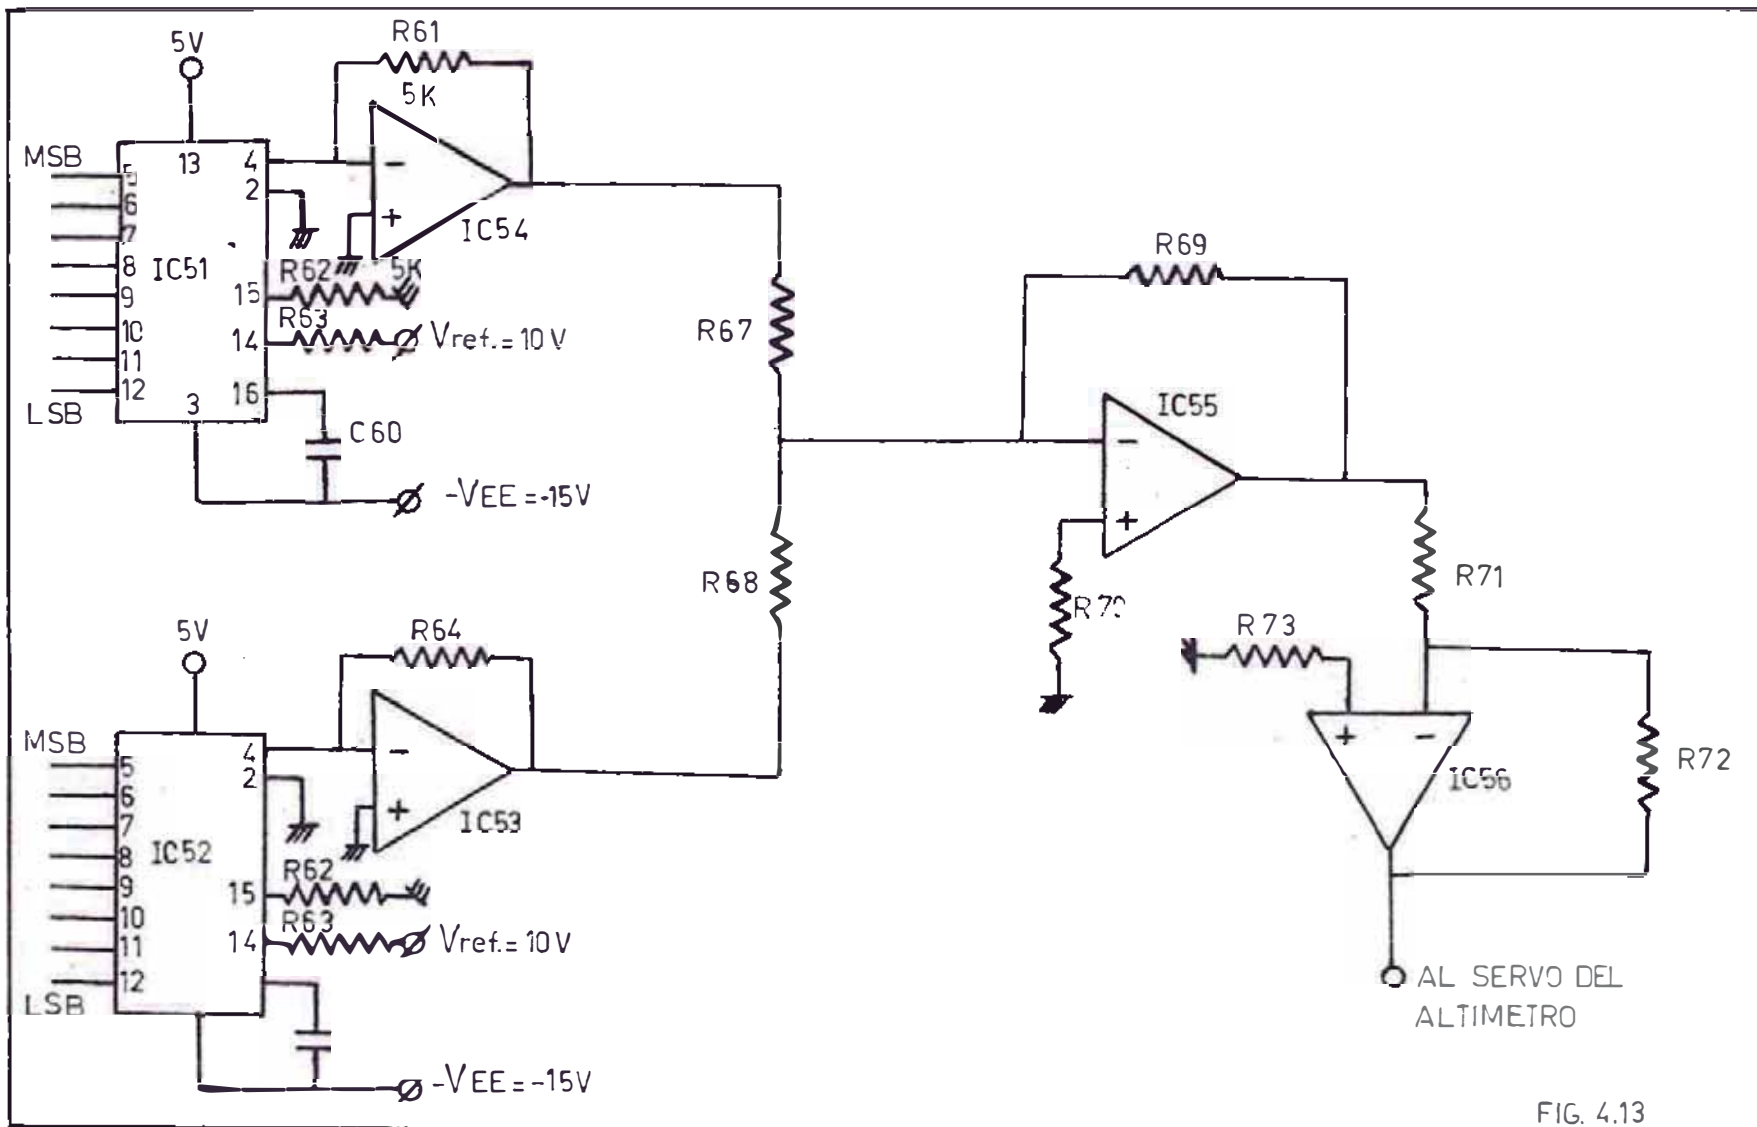 R61
5V
5K
MSB
13
4
5
2
6
7
IC54
8
IC51
R62
5K
9
15
R63
10
14
Vref.=10V
11
12
16
LSB
3
C60
-VEE=-15V
R67
R69
IC55
-
+
R68
R71
5V
R64
R73
MSB
4
5
2
6
7
IC53
8
IC52
R62
9
15
R63
10
14
Vref.=10V
11
12
LSB
-VEE=-15V
+ -
IC56
R72
AL SERVO DEL
ALTIMETRO
FIG. 4.13